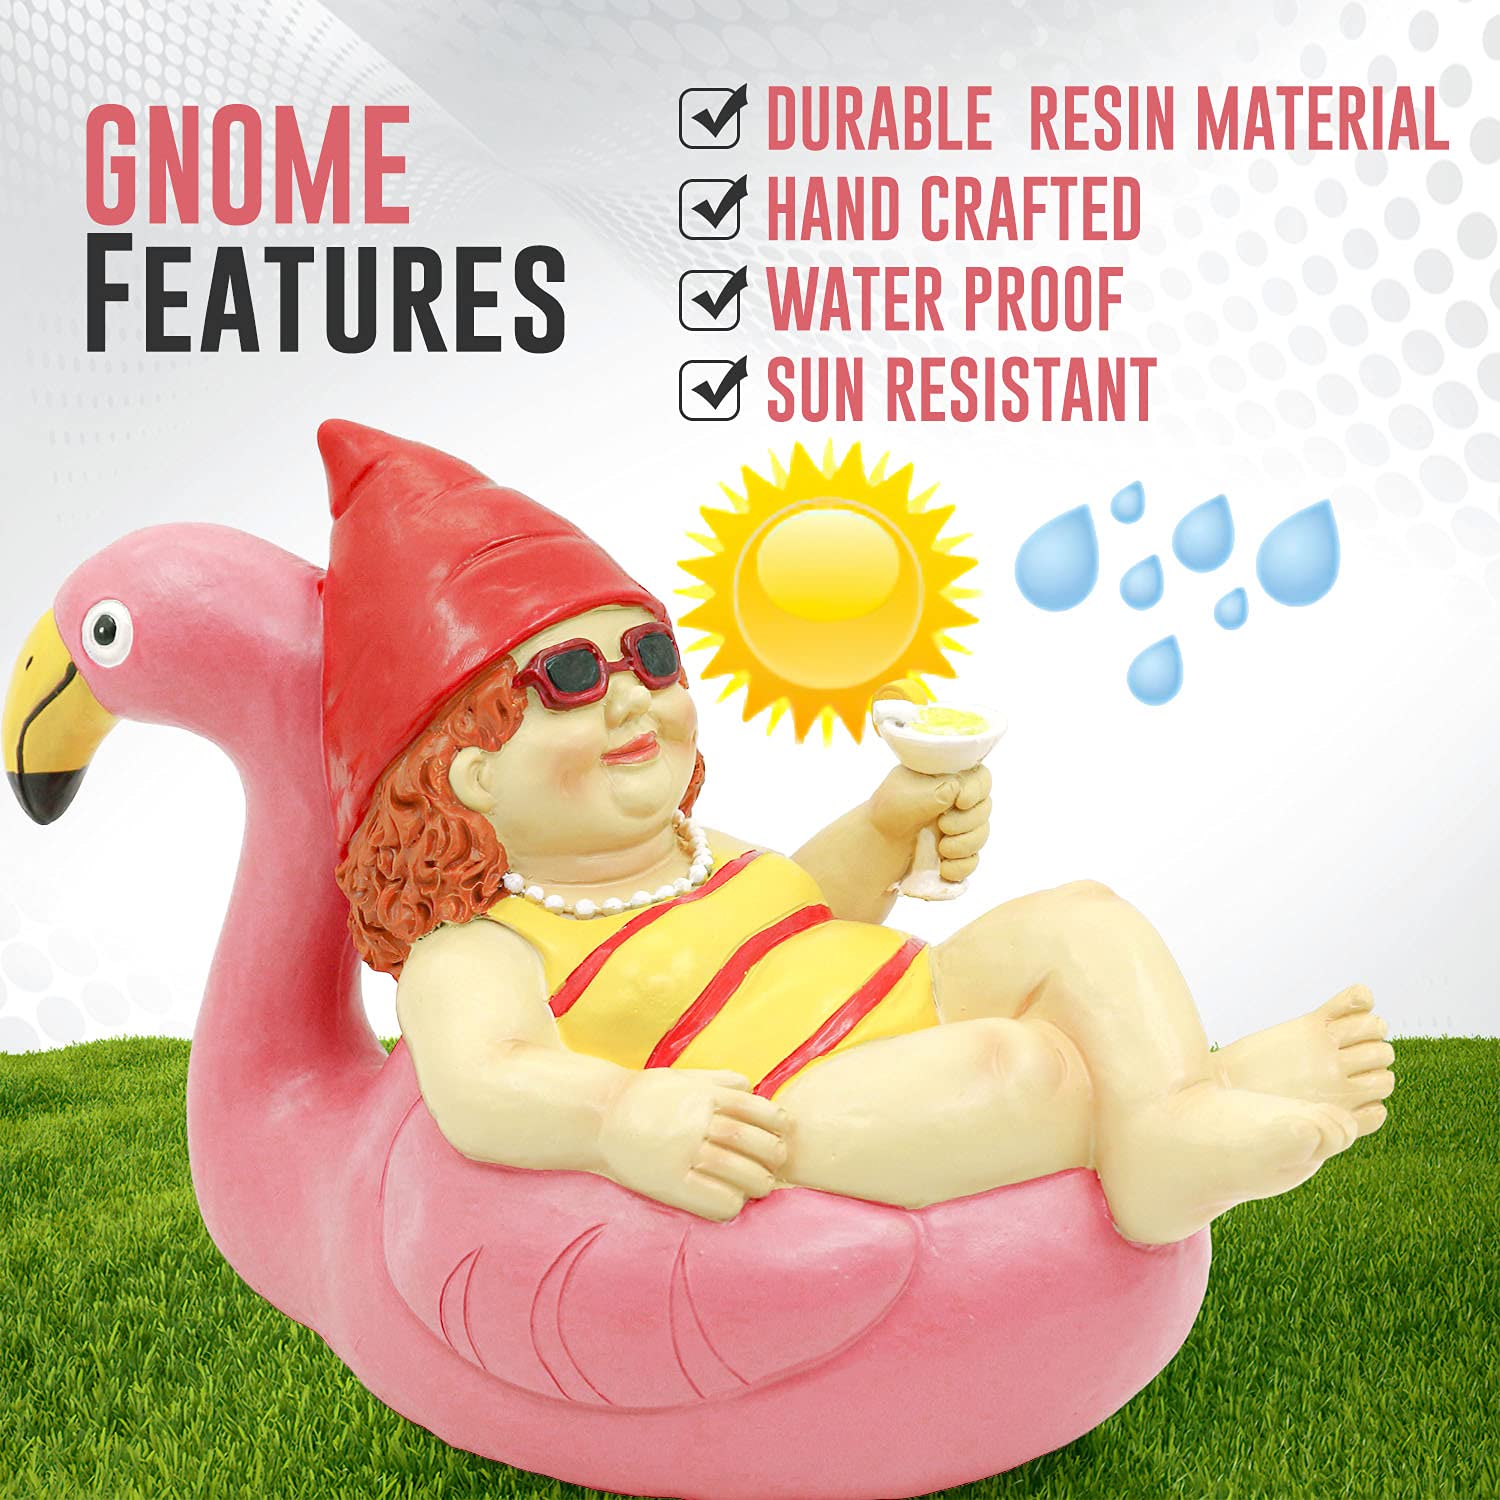 GNOME
FEATURES
DURABLE RESIN MATERIAL
HAND CRAFTED
WATER PROOF
SUN RESISTANT